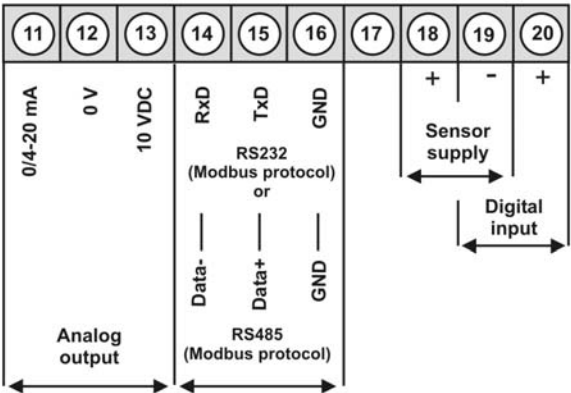 11 12 13 14 15 16 17 18 19 20
+ - +
0/4-20 mA
0 V
10 VDC
RxD
TxD
GND
RS232
(Modbus protocol)
or
Data-
Data+
GND
RS485
(Modbus protocol)
Sensor
supply
Digital
input
Analog
output